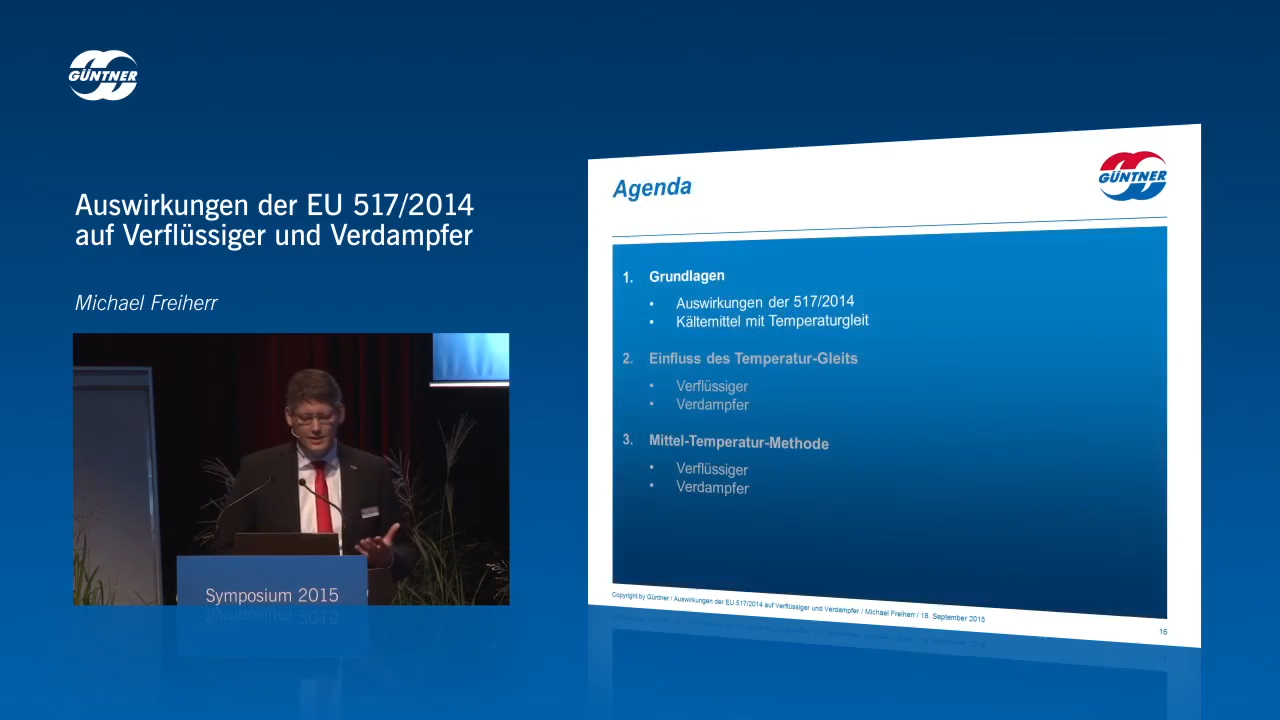 GÜNTNER
Auswirkungen der EU 517/2014
auf Verflüssiger und Verdampfer
Michael Freiherr
Symposium 2015
Agenda
GÜNTNER
1. Grundlagen
• Auswirkungen der 517/2014
• Kältemittel mit Temperaturgleit
2. Einfluss des Temperatur-Gleits
• Verflüssiger
• Verdampfer
3. Mittel-Temperatur-Methode
• Verflüssiger
• Verdampfer
Copyright by Güntner / Auswirkungen der EU 517/2014 auf Verflüssiger und Verdampfer / Michael Freiherr / 18. September 2015
16